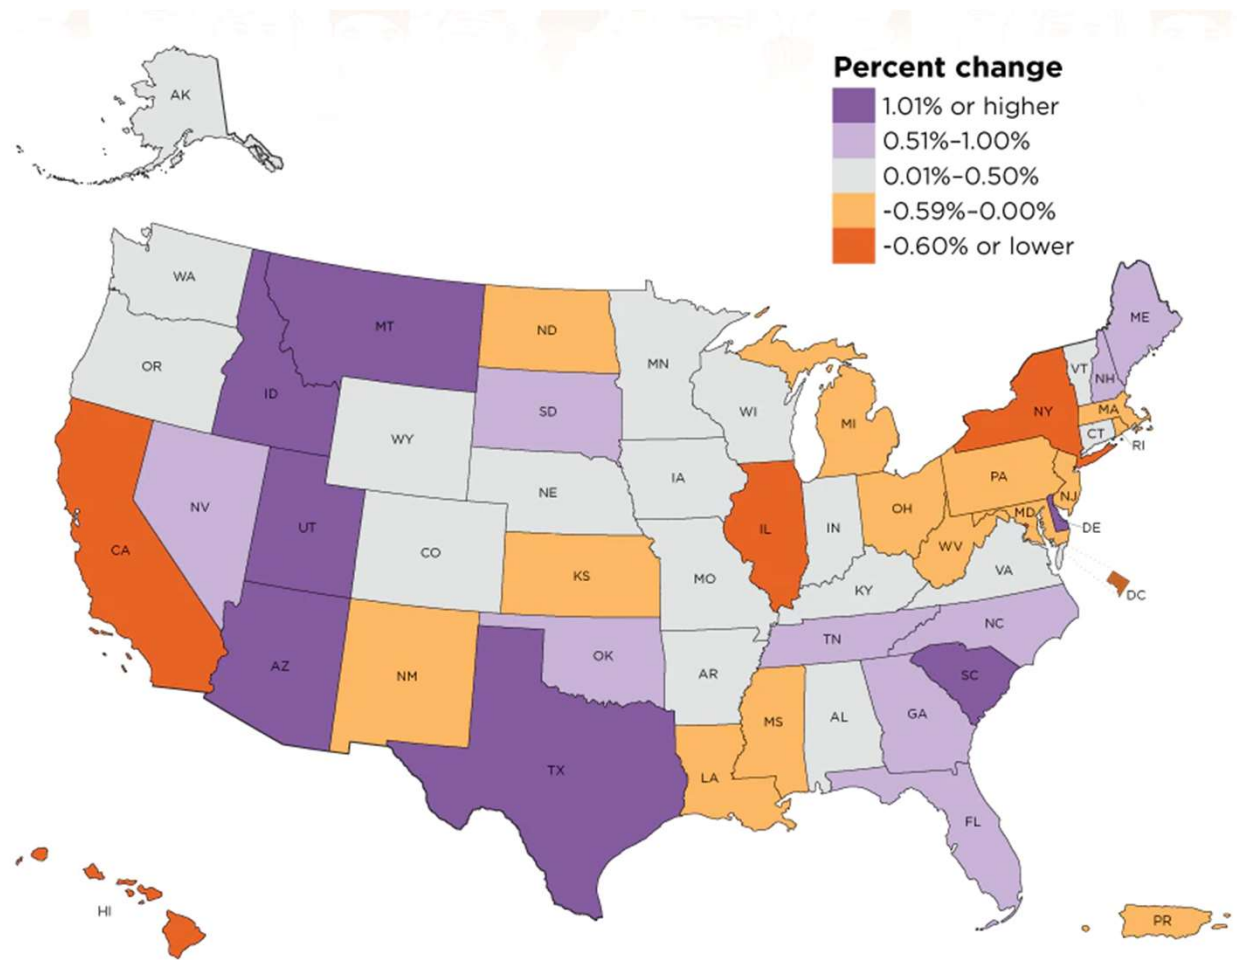 Percent change
1.01% or higher
0.51%–1.00%
0.01%–0.50%
-0.59%–0.00%
-0.60% or lower
AK
WA
OR
ID
MT
ND
MN
WI
MI
ME
VT
NH
NY
MA
CT
RI
SD
WY
NE
IA
PA
NJ
NV
UT
CO
CA
KS
MO
IL
IN
OH
WV
MD
DE
DC
VA
KY
NC
TN
AZ
NM
OK
AR
SC
MS
AL
GA
TX
LA
FL
HI
PR